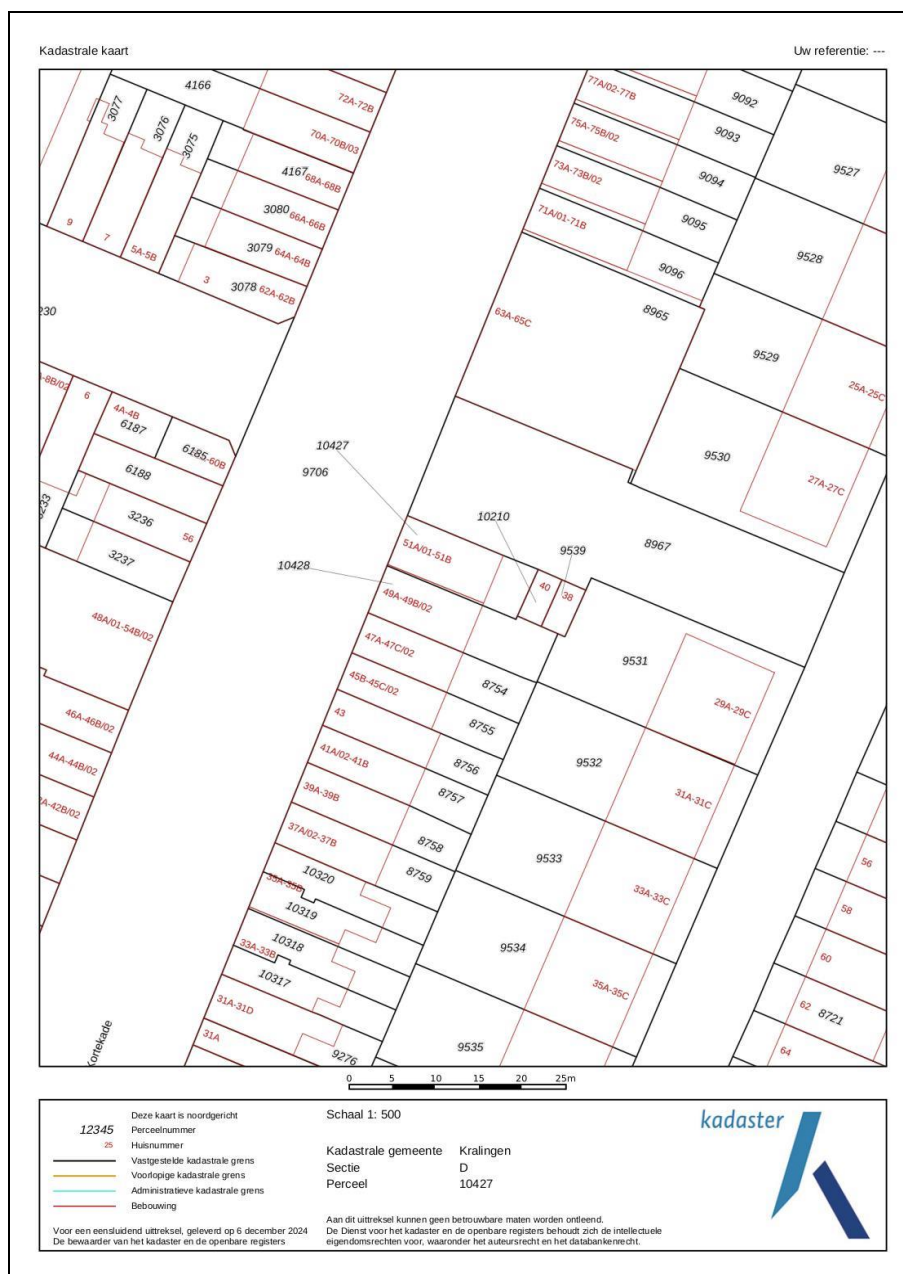 Kadastrale kaart
Uw referentie: ---
4166
3077
3076
3075
72A-72B
70A-70B/03
4167
68A-68B
3080
66A-66B
3079
64A-64B
3078
62A-62B
9
7
5A-5B
3
77A/02-77B
9092
75A-75B/02
9093
73A-73B/02
9094
71A/01-71B
9095
9096
9527
9528
63A-65C
8965
9529
25A-25C
230
-8B/02
6
4A-4B
6187
6185
-60B
6188
3233
3236
56
3237
10427
9706
9530
27A-27C
10210
9539
8967
51A/01-51B
40
38
10428
49A-49B/02
48A/01-54B/02
47A-47C/02
9531
45B-45C/02
8754
29A-29C
46A-46B/02
43
8755
44A-44B/02
41A/02-41B
8756
9532
A-42B/02
39A-39B
8757
31A-31C
37A/02-37B
8758
10320
8759
9533
56
35A-35B
10319
33A-33C
58
10318
33A-33B
9534
60
10317
35A-35C
31A-31D
62
8721
31A
9276
9535
64
Kortekade
0 5 10 15 20 25m
Deze kaart is noordgericht
12345 Perceelnummer
25 Huisnummer
Vastgestelde kadastrale grens
Voorlopige kadastrale grens
Administratieve kadastrale grens
Bebouwing
Voor een eensluidend uittreksel, geleverd op 6 december 2024
De bewaarder van het kadaster en de openbare registers
Schaal 1: 500
Kadastrale gemeente Kralingen
Sectie D
Perceel 10427
Aan dit uittreksel kunnen geen betrouwbare maten worden ontleend.
De Dienst voor het kadaster en de openbare registers behoudt zich de intellectuele
eigendomsrechten voor, waaronder het auteursrecht en het databankenrecht.
kadaster